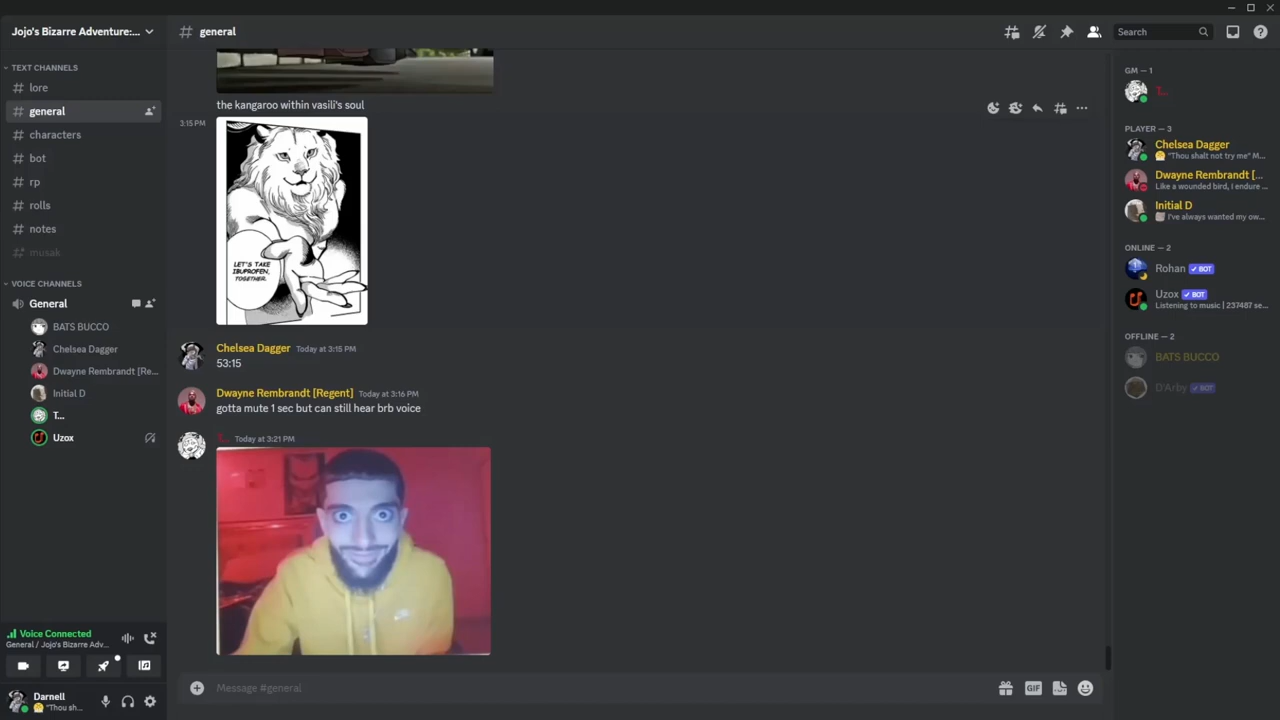 Jojo's Bizarre Adventure:...
# general
Search
TEXT CHANNELS
# lore
# general
# characters
# bot
# rp
# rolls
# notes
# musak
VOICE CHANNELS
General
BATS BUCCO
Chelsea Dagger
Dwayne Rembrandt [Re...
Initial D
T...
Uzox
Voice Connected
General / Jojo's Bizarre Adv...
Darnell
"Thou sh...
the kangaroo within vasili's soul
3:15 PM
LET'S TAKE
IBUPROFEN,
TOGETHER.
Chelsea Dagger Today at 3:15 PM
53:15
Dwayne Rembrandt [Regent] Today at 3:16 PM
gotta mute 1 sec but can still hear brb voice
T... Today at 3:21 PM
Message #general
GIF
GM — 1
T...
PLAYER — 3
Chelsea Dagger
"Thou shalt not try me" M...
Dwayne Rembrandt [...
Like a wounded bird, I endure ...
Initial D
I've always wanted my ow...
ONLINE — 2
Rohan ✓ BOT
Uzox ✓ BOT
Listening to music | 237487 se...
OFFLINE — 2
BATS BUCCO
D'Arby ✓ BOT